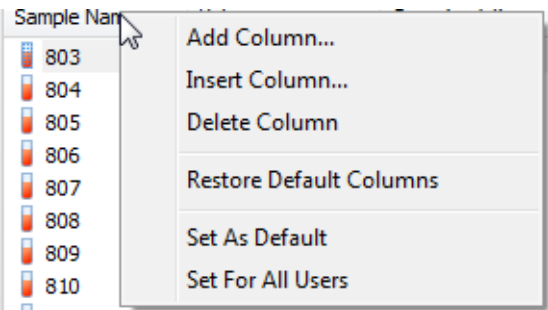 Sample Nam
803
804
805
806
807
808
809
810
Add Column...
Insert Column...
Delete Column
Restore Default Columns
Set As Default
Set For All Users